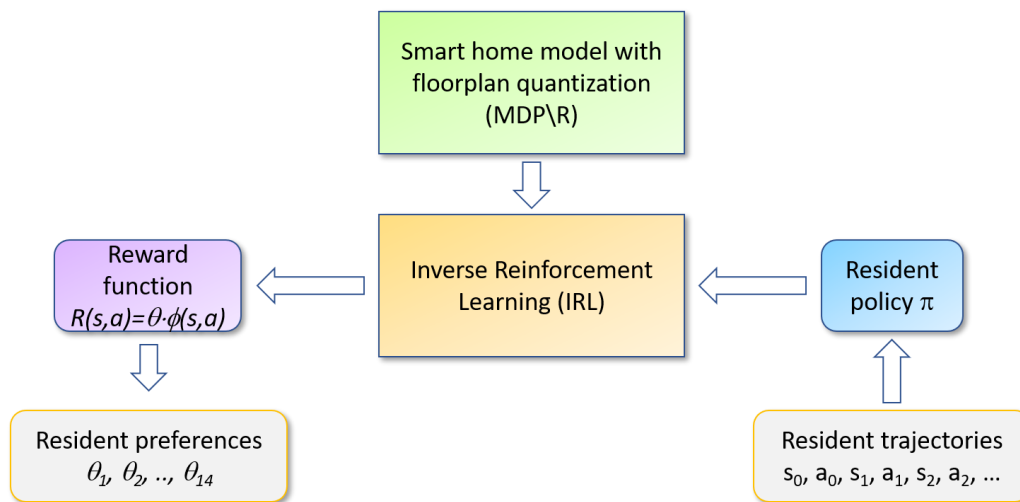 Smart home model with
floorplan quantization
(MDP\R)
Inverse Reinforcement
Learning (IRL)
Reward
function
R(s,a)=θ·ϕ(s,a)
Resident
policy π
Resident preferences
θ₁, θ₂, .., θ₁₄
Resident trajectories
s₀, a₀, s₁, a₁, s₂, a₂, ...